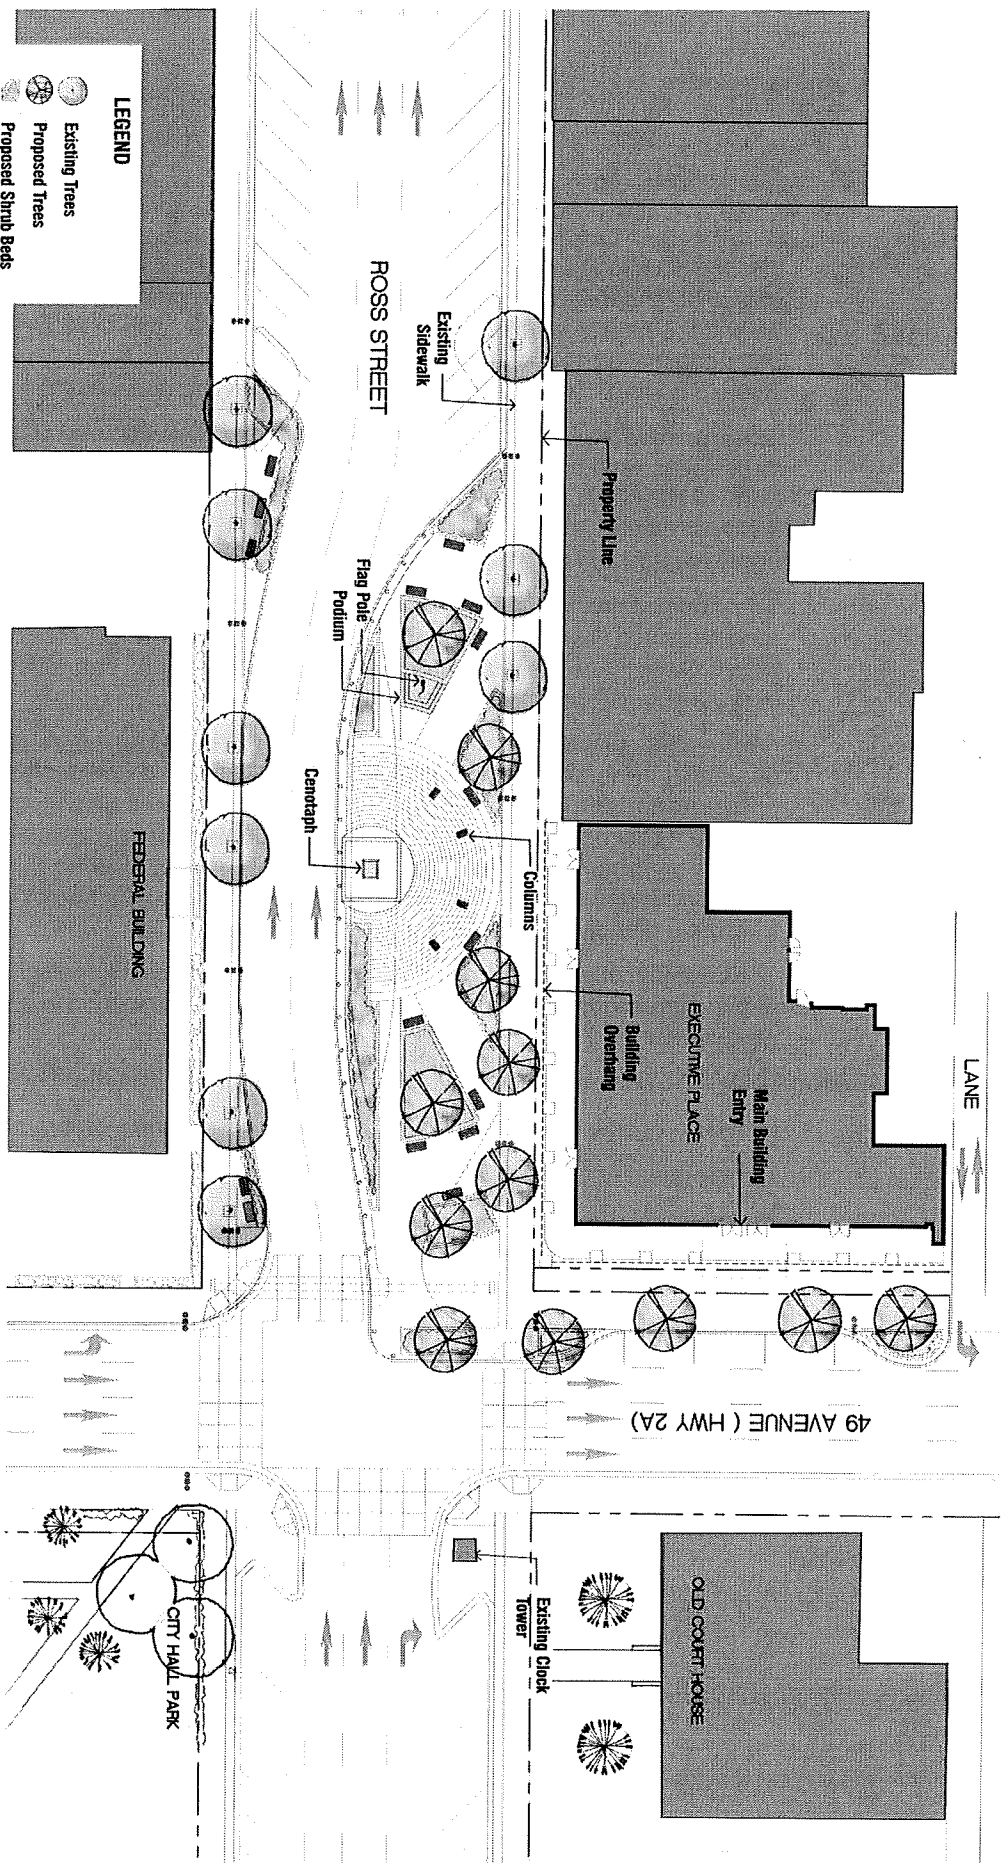 LEGEND
Existing Trees
Proposed Trees
Proposed Shrub Beds
ROSS STREET
Existing
Sidewalk
Property Line
Flag Pole
Podium
Cenotaph
Columns
FEDERAL BUILDING
Building
Overhang
EXECUTIVE PLACE
Main Building
Entry
LANE
49 AVENUE ( HWY 2A)
Existing Clock
Tower
OLD COURT HOUSE
CITY HALL PARK